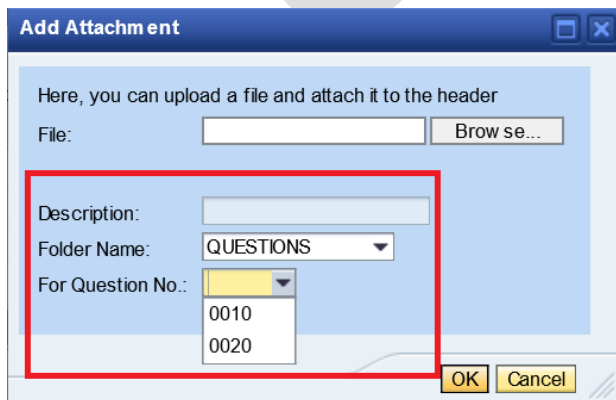 Add Attachment
Here, you can upload a file and attach it to the header
File: Browse...
Description:
Folder Name: QUESTIONS
For Question No.:
0010
0020
OK Cancel